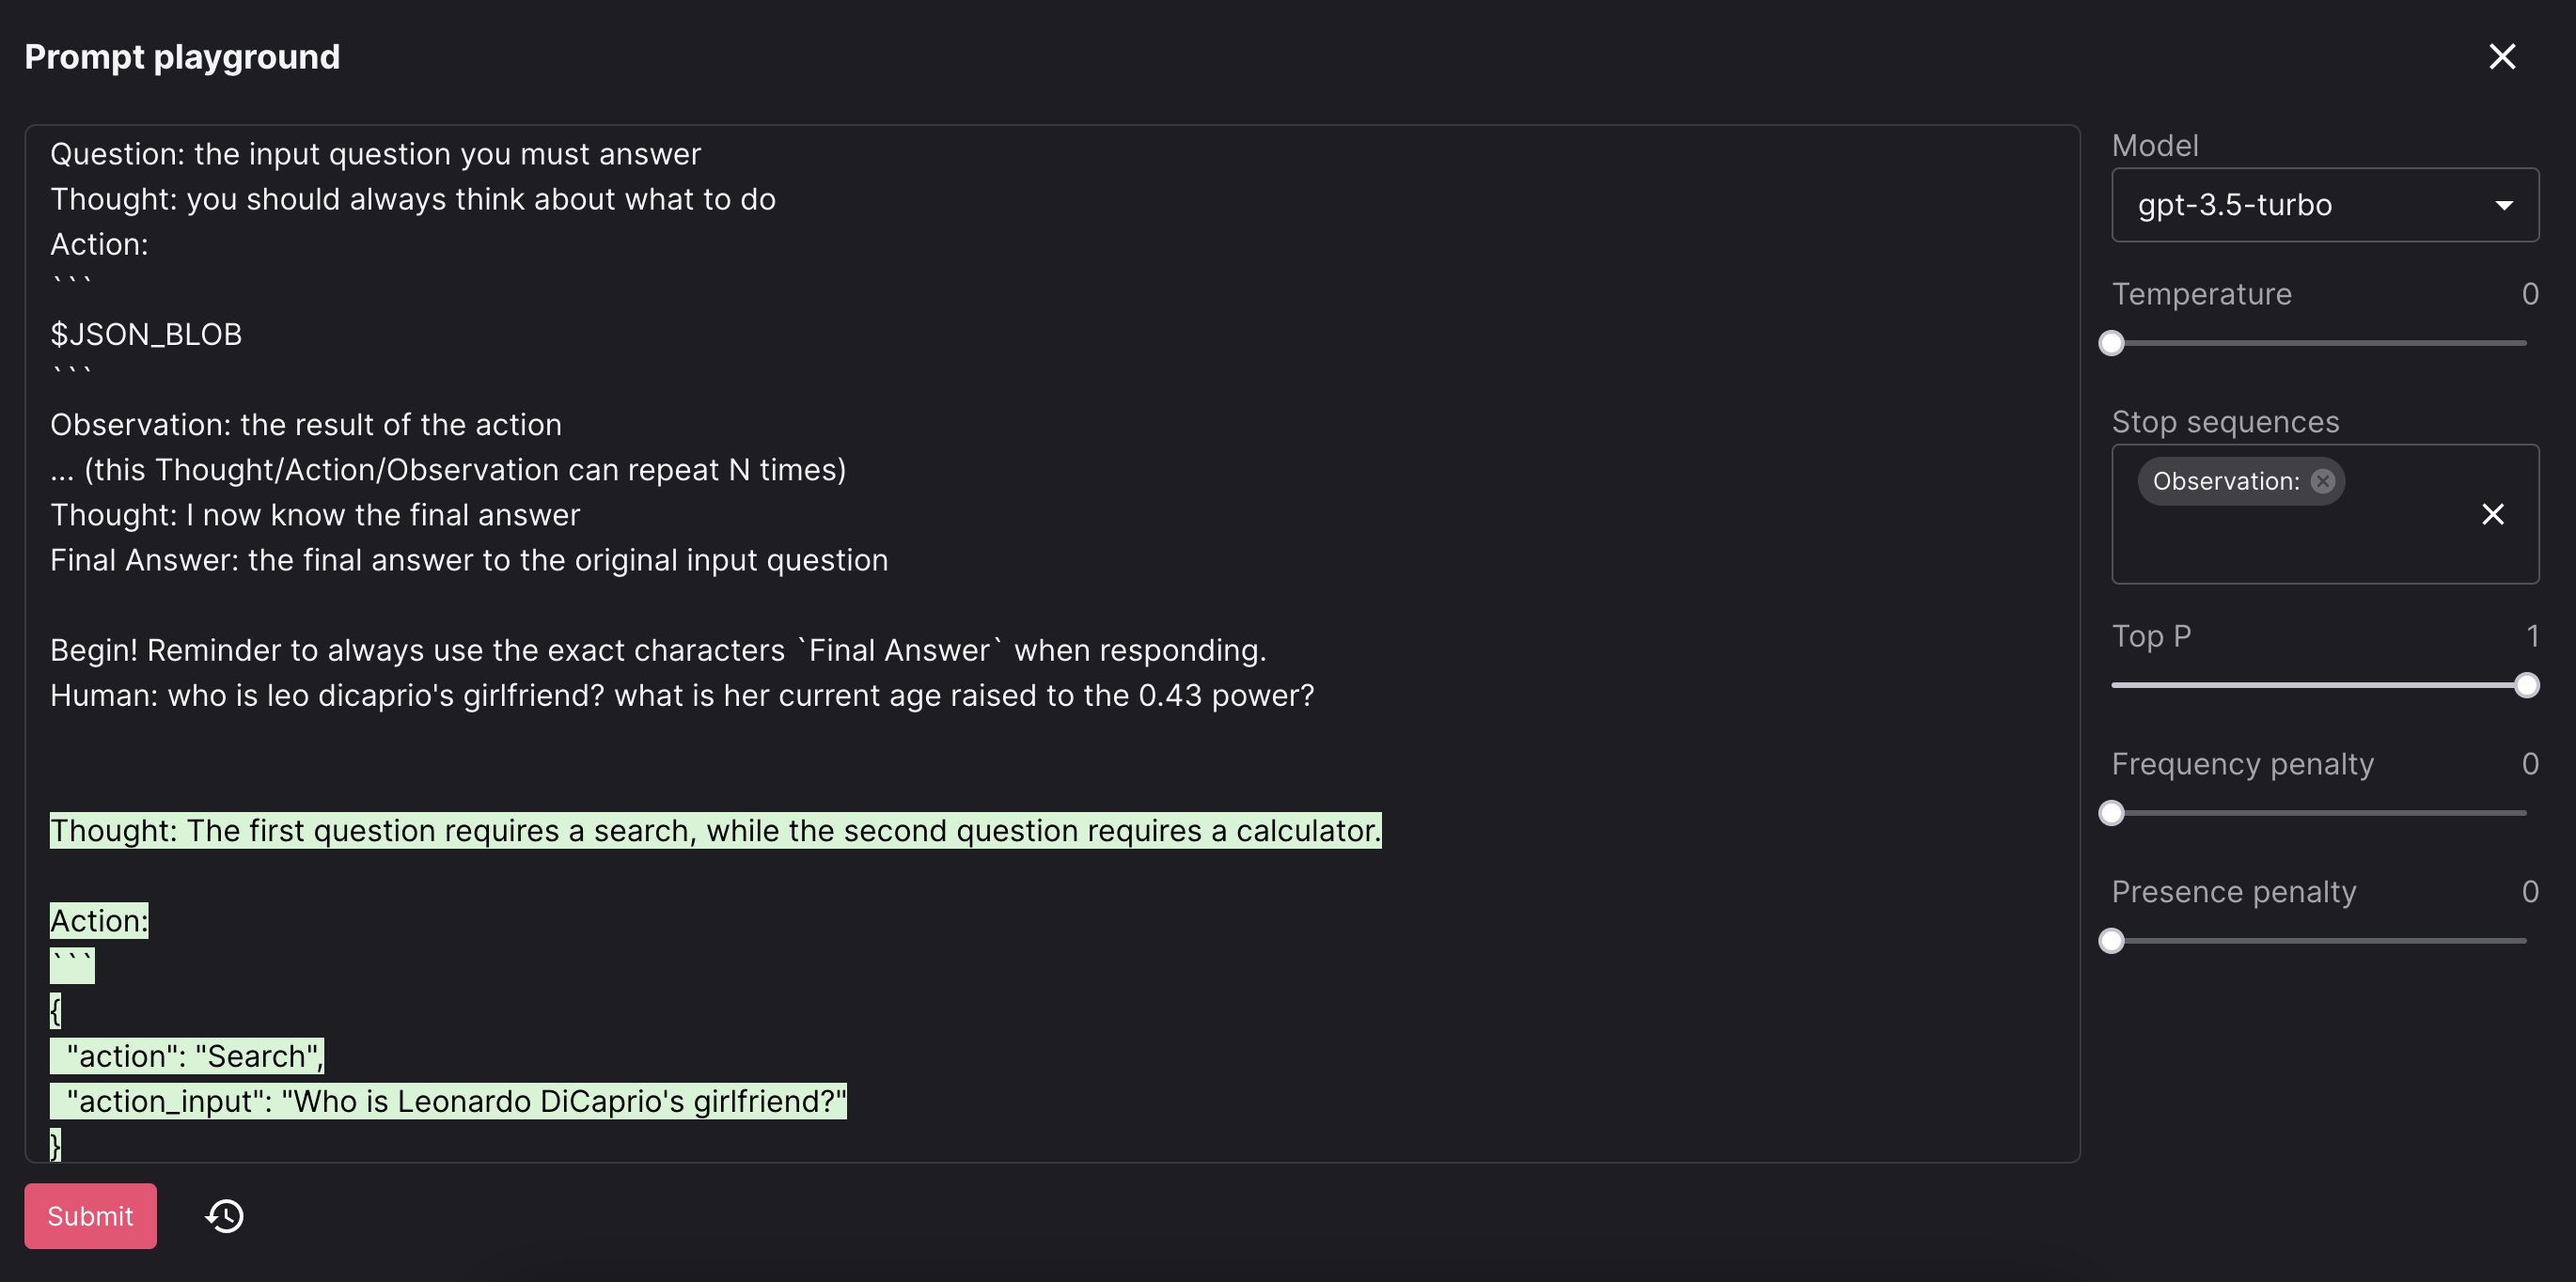 Prompt playground
Question: the input question you must answer
Thought: you should always think about what to do
Action:
```
$JSON_BLOB
```
Observation: the result of the action
... (this Thought/Action/Observation can repeat N times)
Thought: I now know the final answer
Final Answer: the final answer to the original input question
Begin! Reminder to always use the exact characters `Final Answer` when responding.
Human: who is leo dicaprio's girlfriend? what is her current age raised to the 0.43 power?
Thought: The first question requires a search, while the second question requires a calculator.
Action:
```
{
"action": "Search",
"action_input": "Who is Leonardo DiCaprio's girlfriend?"
}
Submit
Model
gpt-3.5-turbo
Temperature 0
Stop sequences
Observation:
Top P 1
Frequency penalty 0
Presence penalty 0